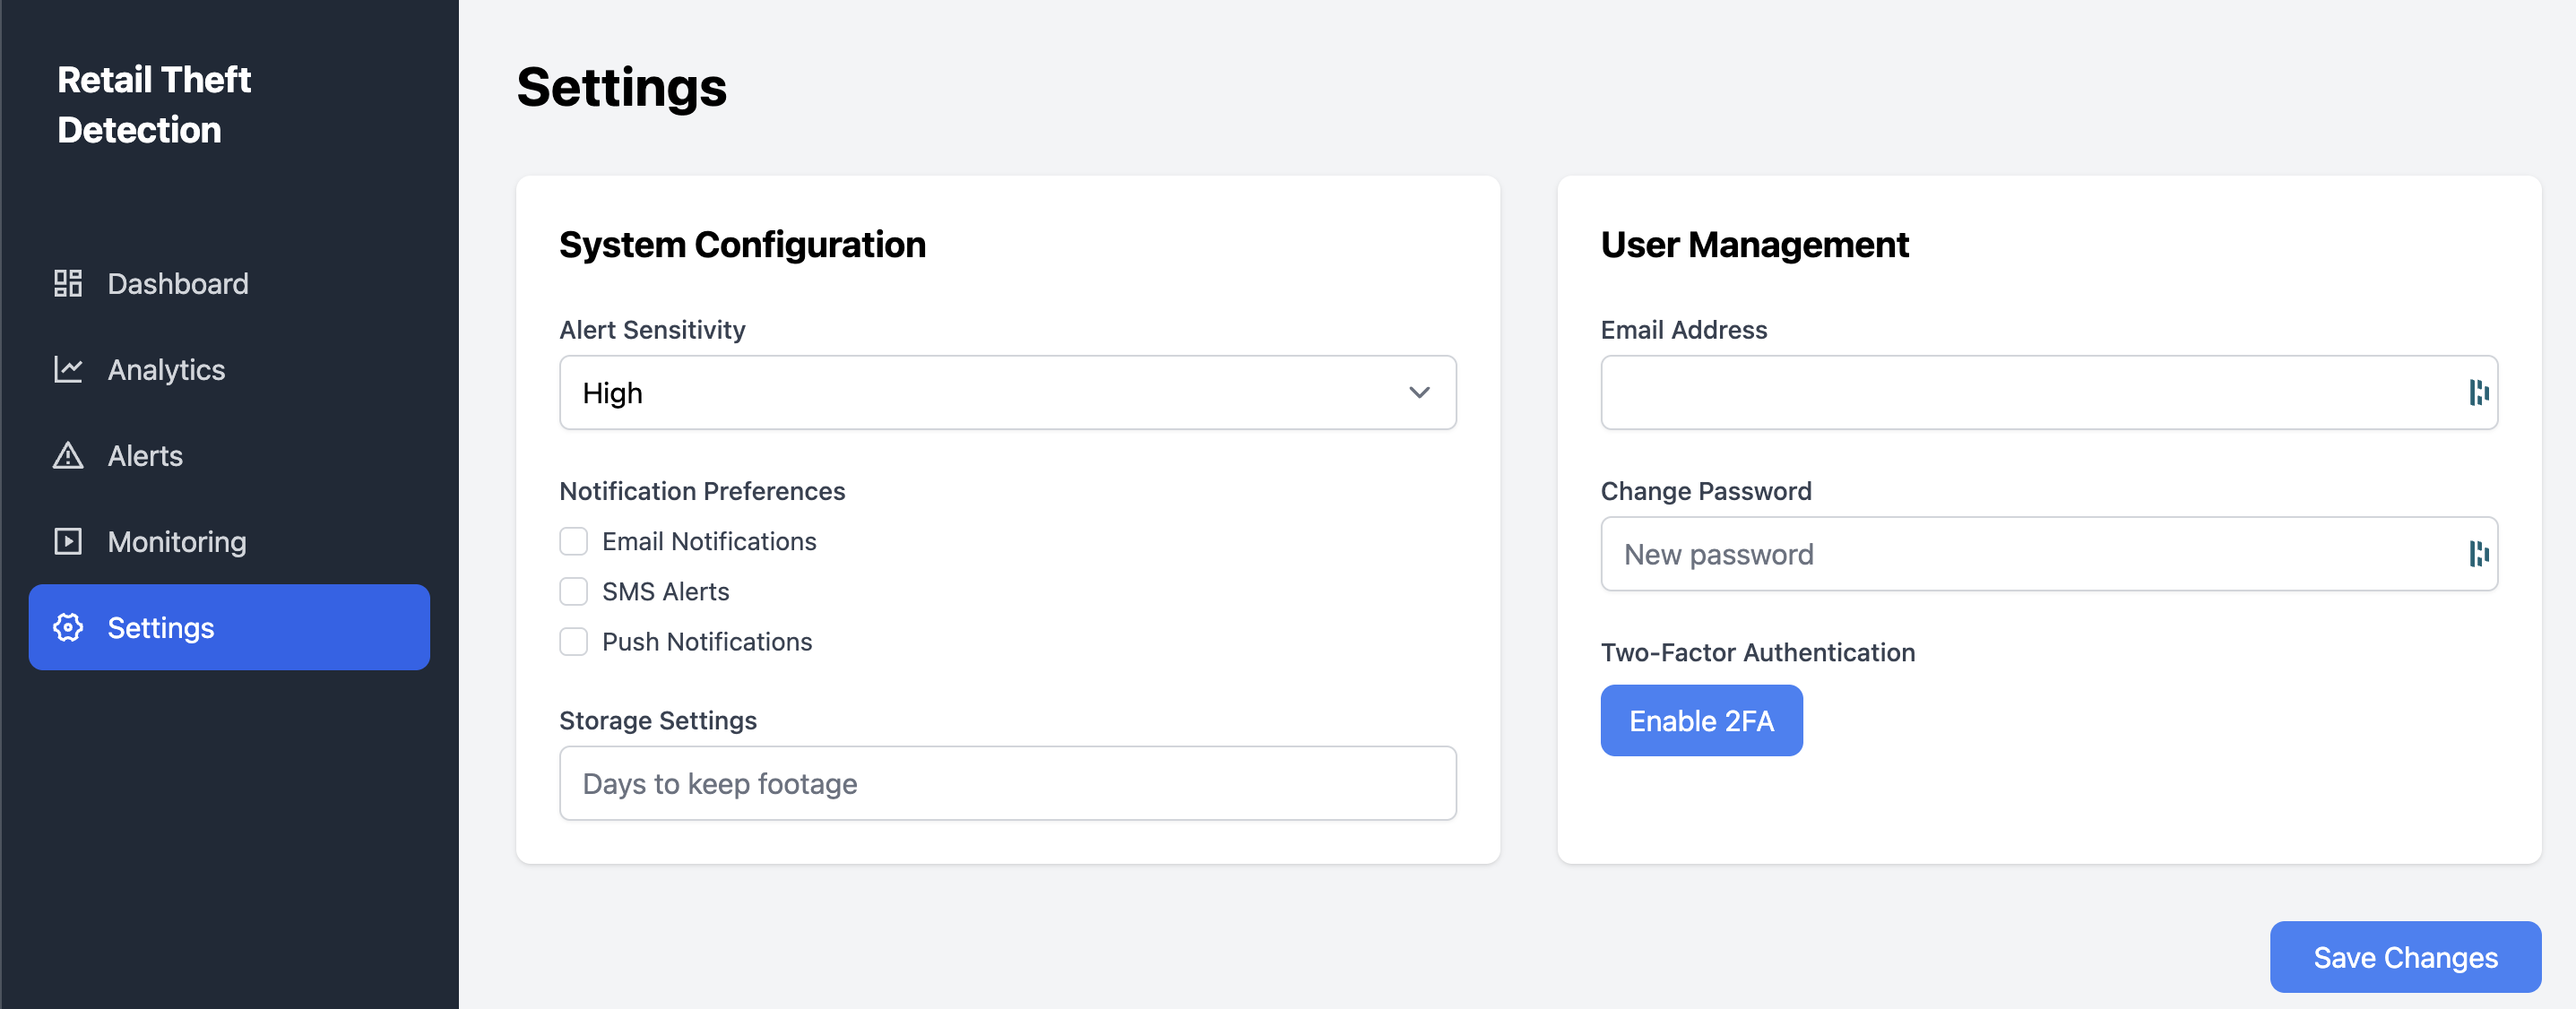 Retail Theft
Detection
Dashboard
Analytics
Alerts
Monitoring
Settings
Settings
System Configuration
Alert Sensitivity
High
Notification Preferences
Email Notifications
SMS Alerts
Push Notifications
Storage Settings
Days to keep footage
User Management
Email Address
Change Password
New password
Two-Factor Authentication
Enable 2FA
Save Changes